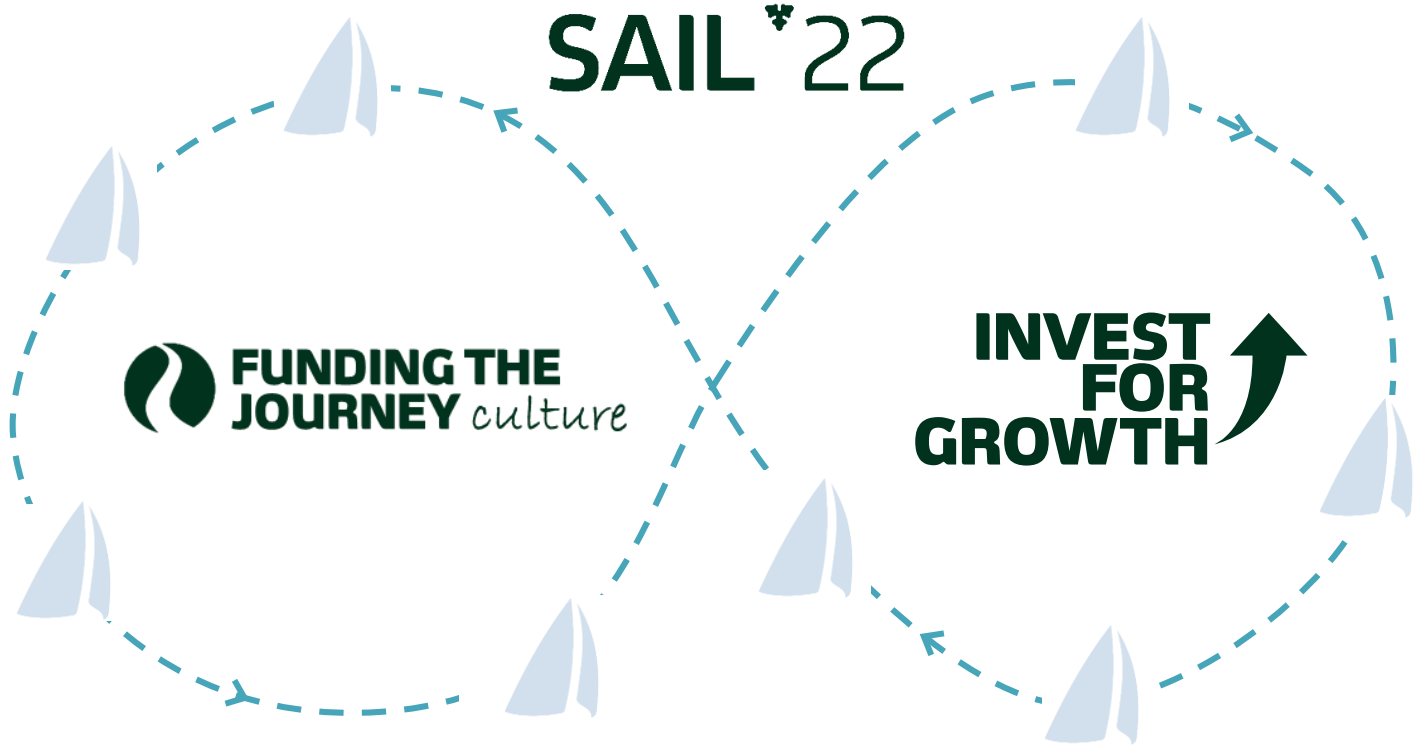 SAIL '22
FUNDING THE
JOURNEY culture
INVEST
FOR
GROWTH